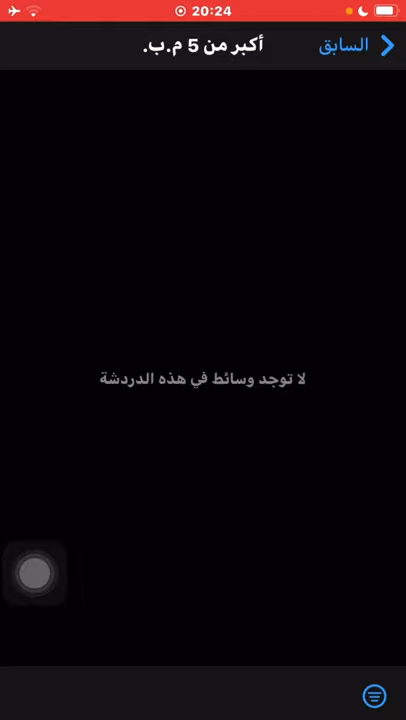 20:24
السابق
أكبر من 5 م.ب.
لا توجد وسائط في هذه الدردشة